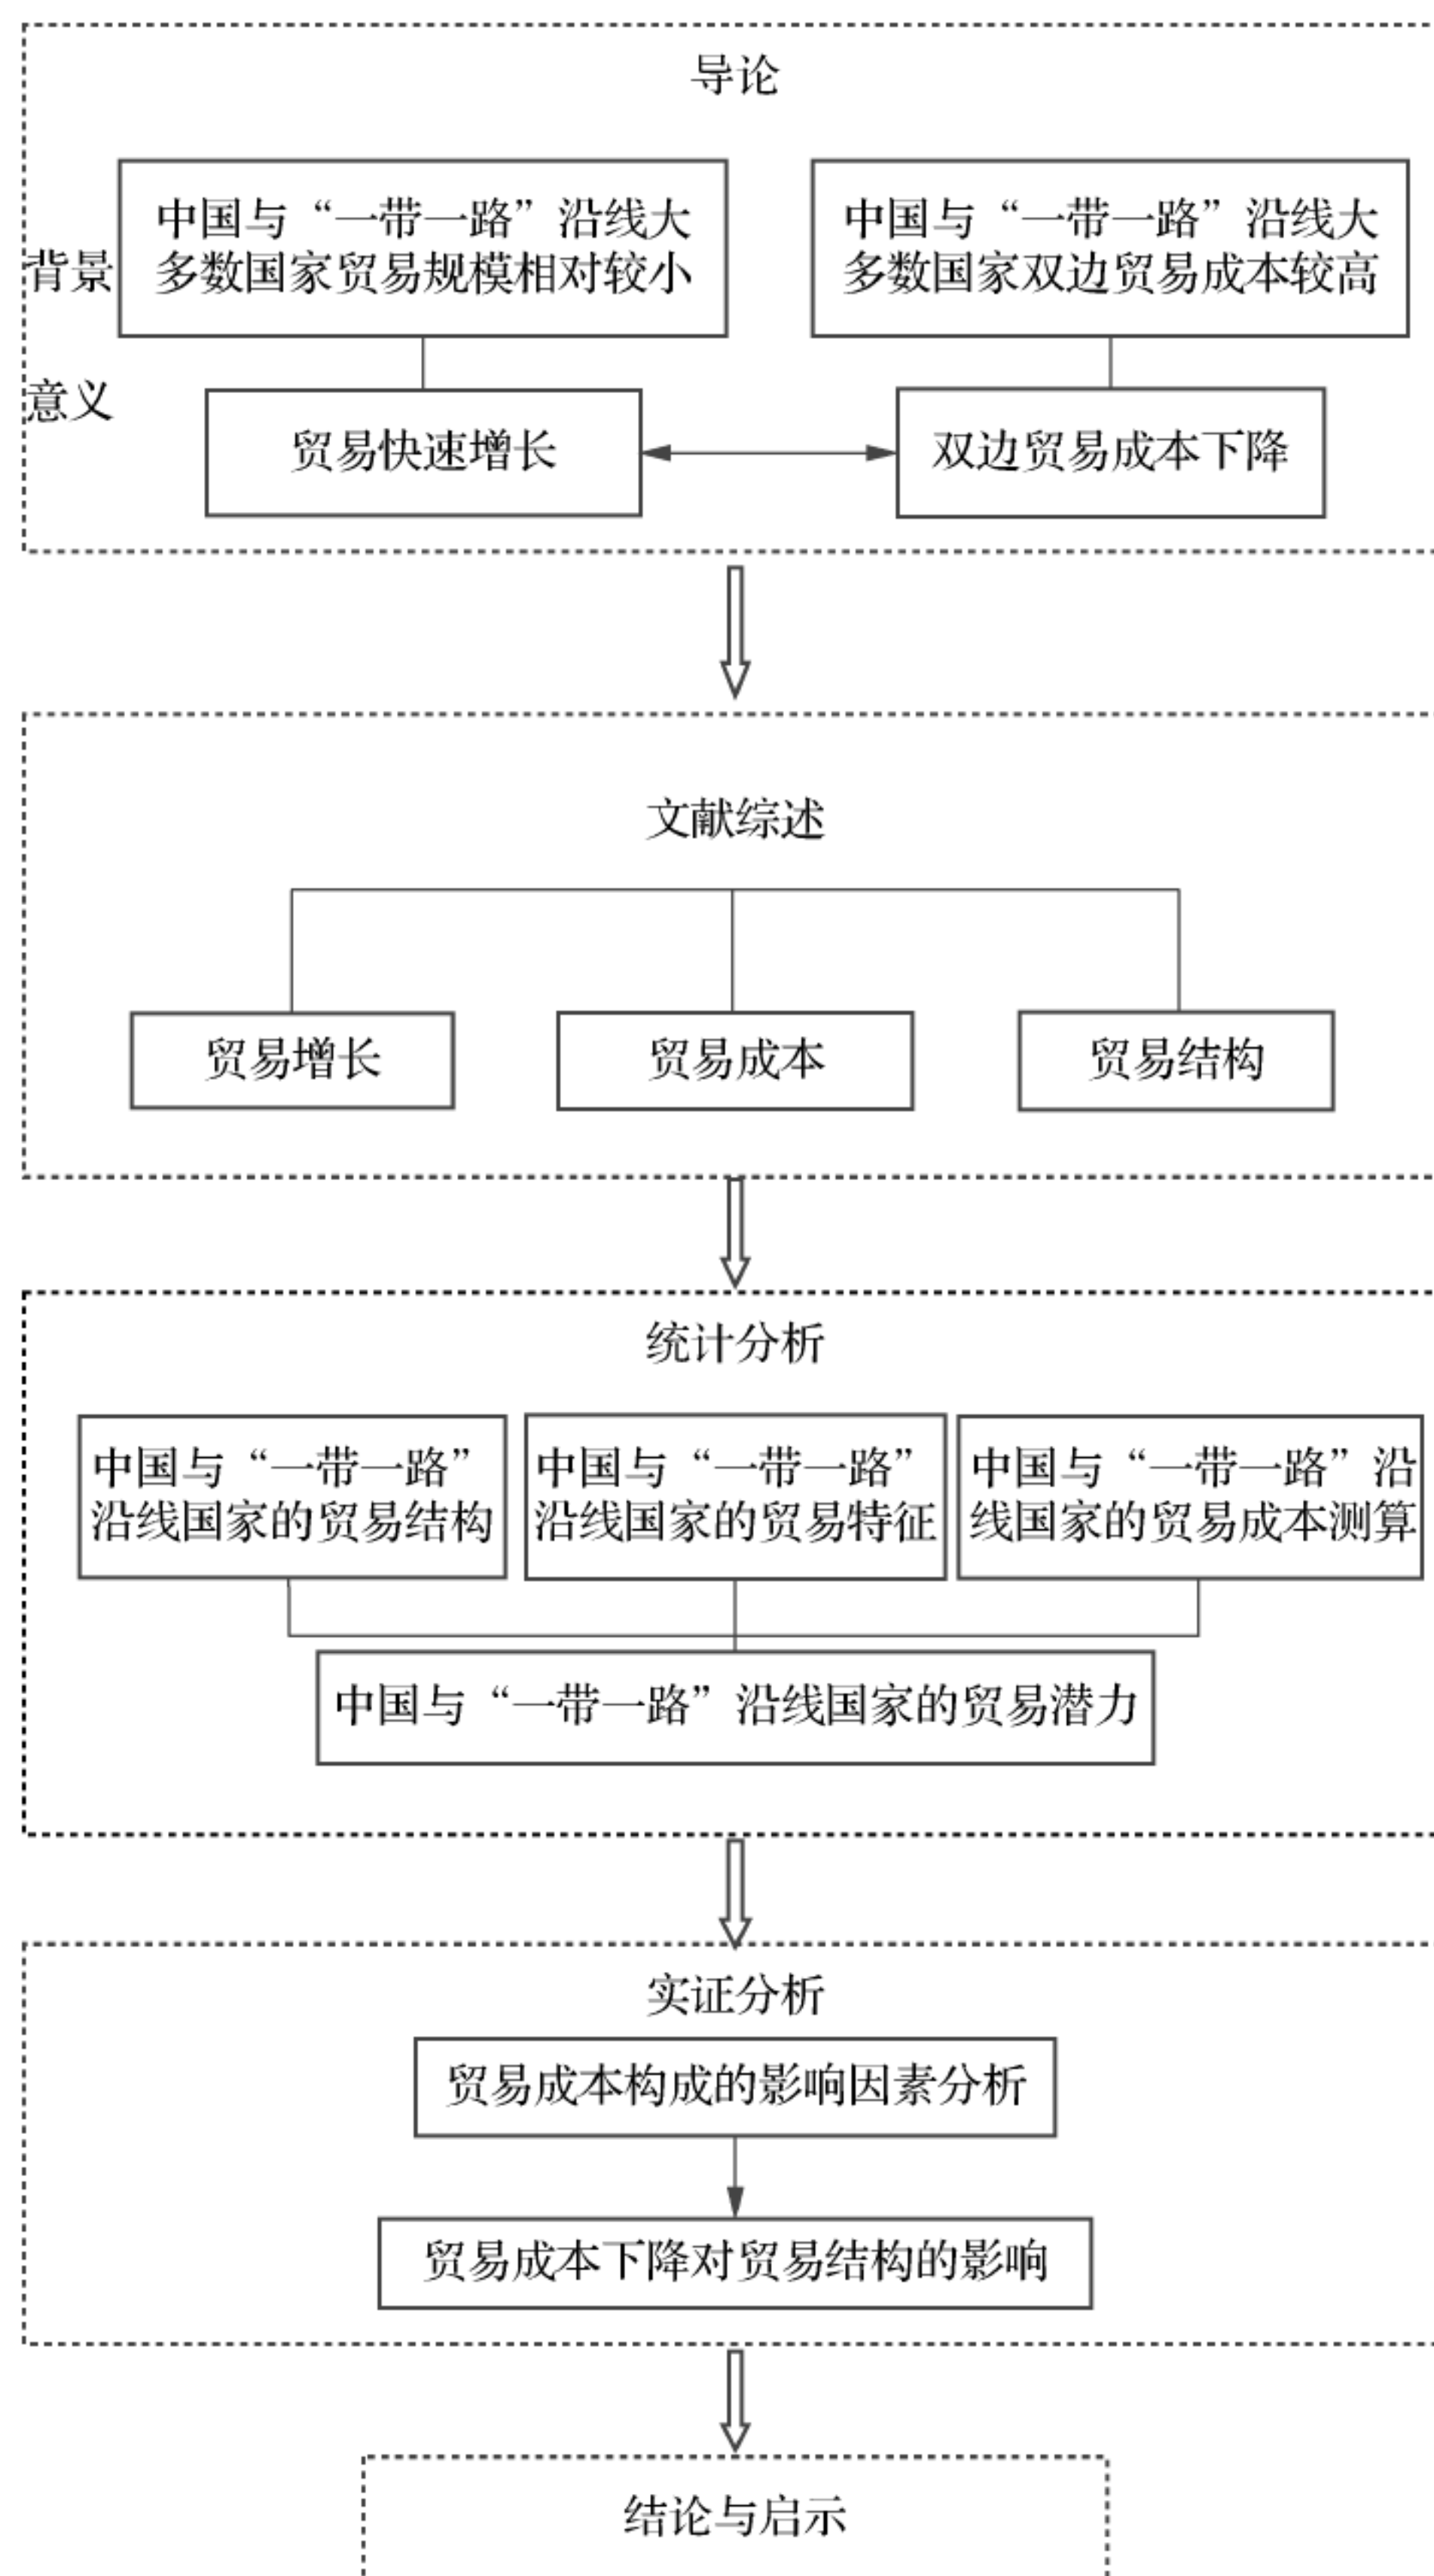 导论
中国与“一带一路”沿线大
多数国家贸易规模相对较小
中国与“一带一路”沿线大
多数国家双边贸易成本较高
背景
意义
贸易快速增长
双边贸易成本下降
文献综述
贸易增长
贸易成本
贸易结构
统计分析
中国与“一带一路”
沿线国家的贸易结构
中国与“一带一路”
沿线国家的贸易特征
中国与“一带一路”沿
线国家的贸易成本测算
中国与“一带一路”沿线国家的贸易潜力
实证分析
贸易成本构成的影响因素分析
贸易成本下降对贸易结构的影响
结论与启示